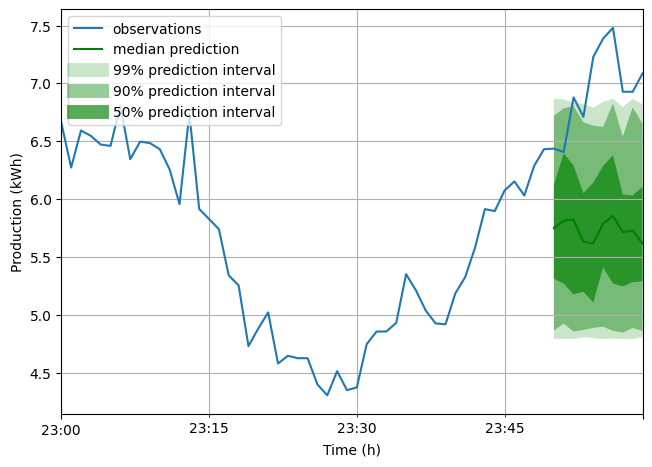 7.5
7.0
6.5
6.0
5.5
5.0
4.5
Production (kWh)
observations
median prediction
99% prediction interval
90% prediction interval
50% prediction interval
23:00
23:15
23:30
23:45
Time (h)